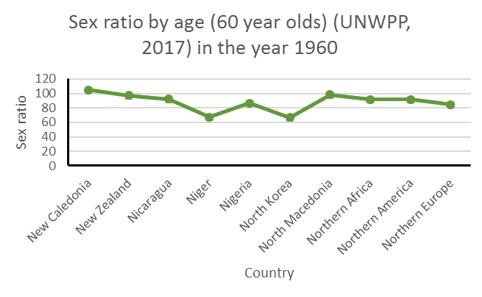 Sex ratio by age (60 year olds) (UNWPP,
2017) in the year 1960
120
100
80
60
40
20
0
Sex ratio
New Caledonia
New Zealand
Nicaragua
Niger
Nigeria
North Korea
North Macedonia
Northern Africa
Northern America
Northern Europe
Country